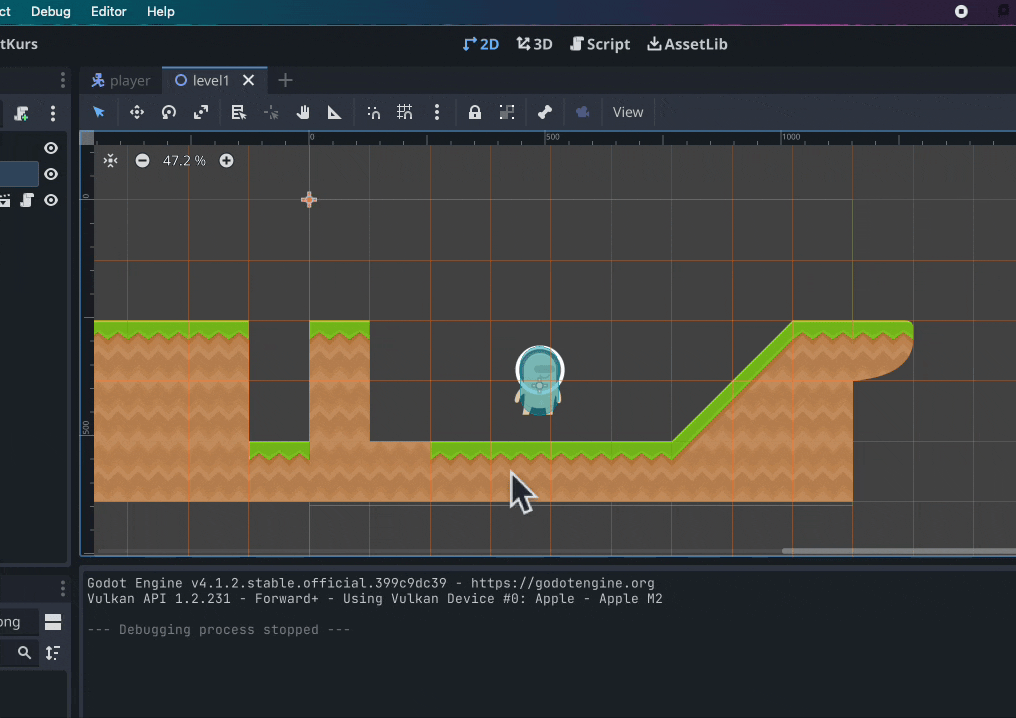 ct Debug Editor Help
tKurs
2D 3D Script AssetLib
player level1
View
0 500 1000
47.2 %
0
500
Godot Engine v4.1.2.stable.official.399c9dc39 - https://godotengine.org
Vulkan API 1.2.231 - Forward+ - Using Vulkan Device #0: Apple - Apple M2
ong
--- Debugging process stopped ---